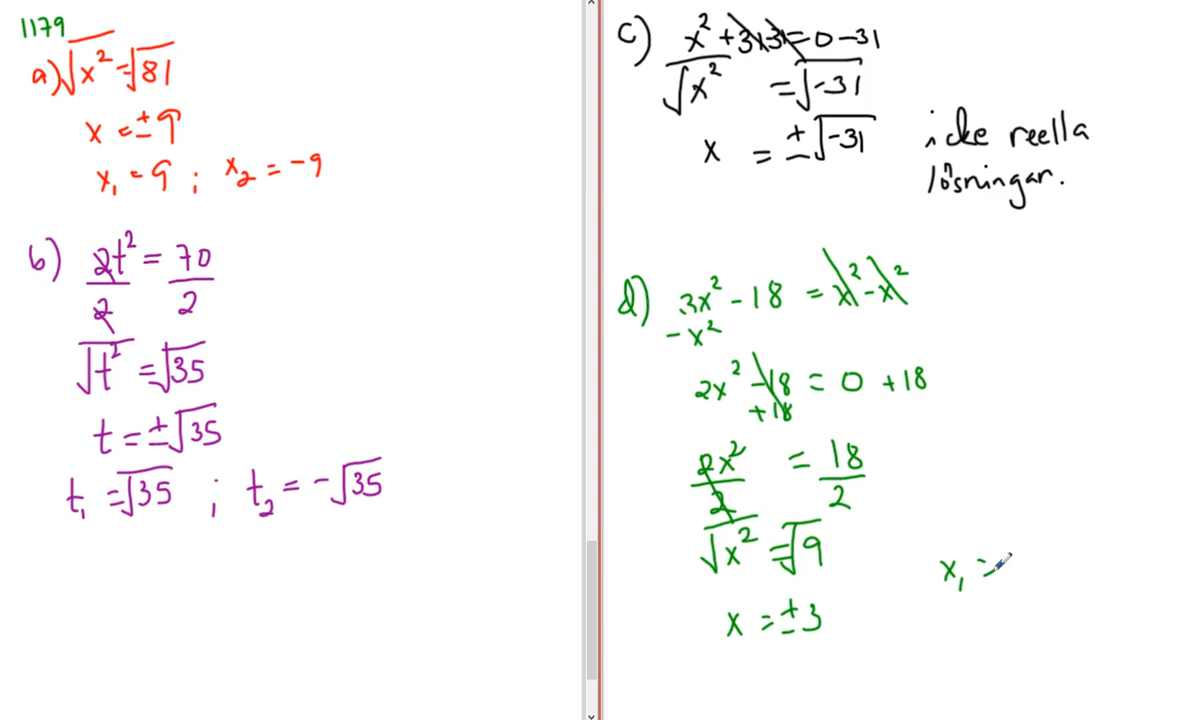 1179
a) √x² = √81
x = ±9
x₁ = 9 ; x₂ = -9
b) 2t² = 70
2 2
√t² = √35
t = ±√35
t₁ = √35 ; t₂ = -√35
c) x² + 31 = 0 - 31
√x² = √-31
x = ±√-31 icke reella
lösningar.
d) 3x² - 18 = x² - x²
- x²
2x² - 18 = 0 + 18
+18
2x² = 18
2 2
√x² = √9
x₁ =
x = ±3